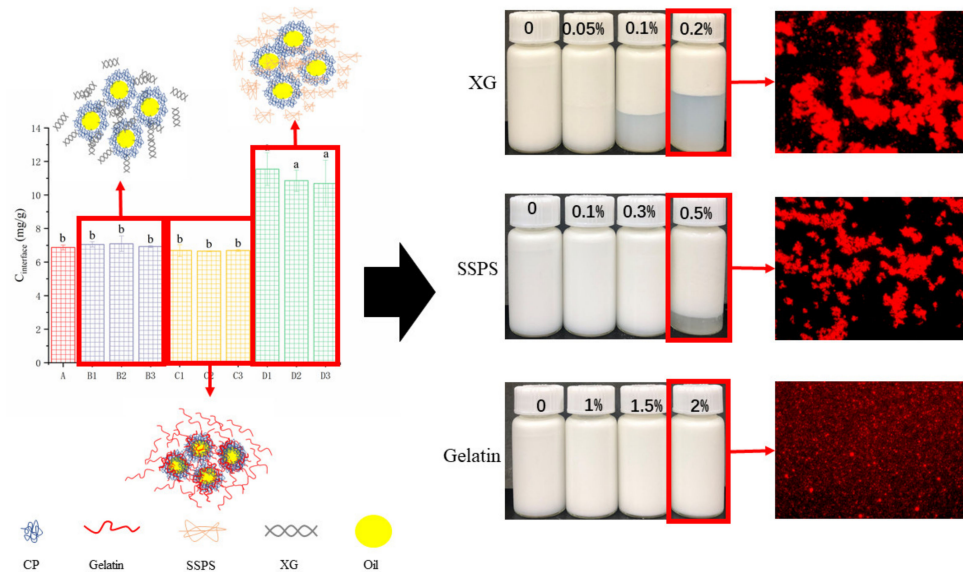 14
12
10
8
6
4
2
0
C_interface (mg/g)
b
b
b
b
b
b
b
a
a
A
B1
B2
B3
C1
C2
C3
D1
D2
D3
CP
Gelatin
SSPS
XG
Oil
XG
0
0.05%
0.1%
0.2%
SSPS
0
0.1%
0.3%
0.5%
Gelatin
0
1%
1.5%
2%